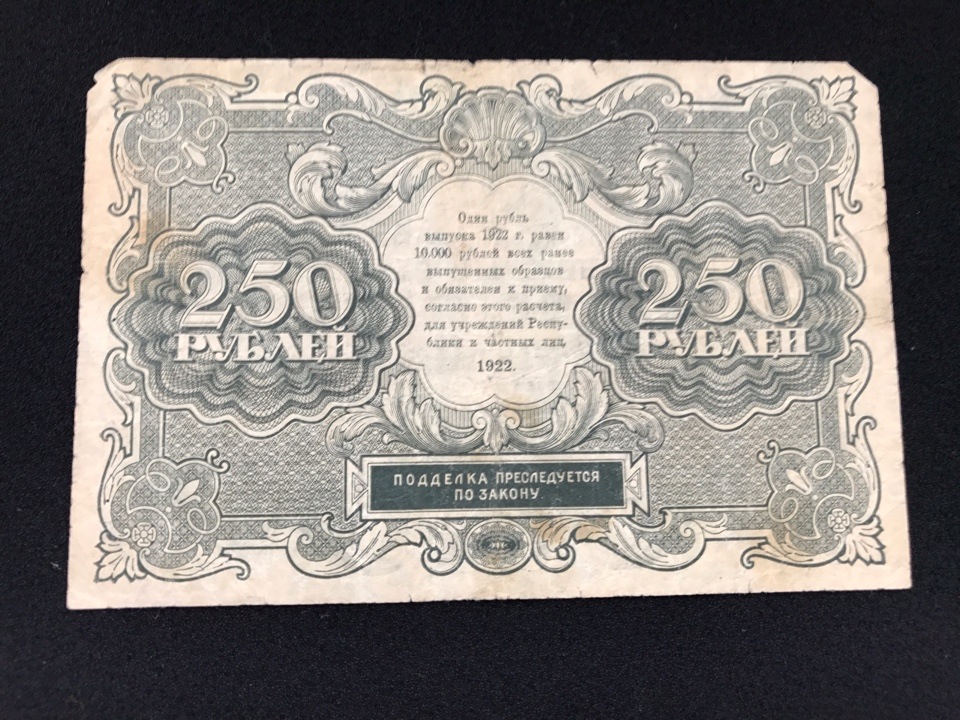 250
РУБЛЕЙ
Один рубль
выпуска 1922 г. равен
10.000 рублей всех ранее
выпущенных образцов
и обязателен к приему,
согласно этого расчета,
для учреждений Респу-
блики и частных лиц.
1922.
250
РУБЛЕЙ
ПОДДЕЛКА ПРЕСЛЕДУЕТСЯ
ПО ЗАКОНУ